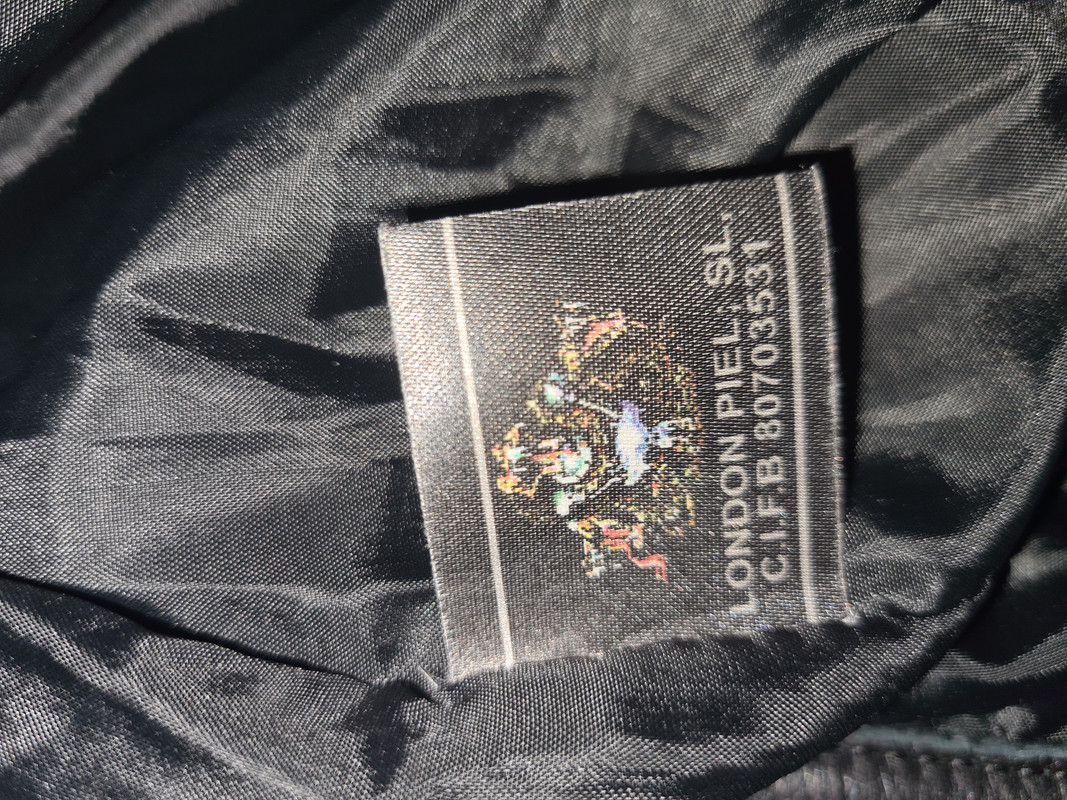 LONDON PIEL, SL,
C.I.F.B 80703531